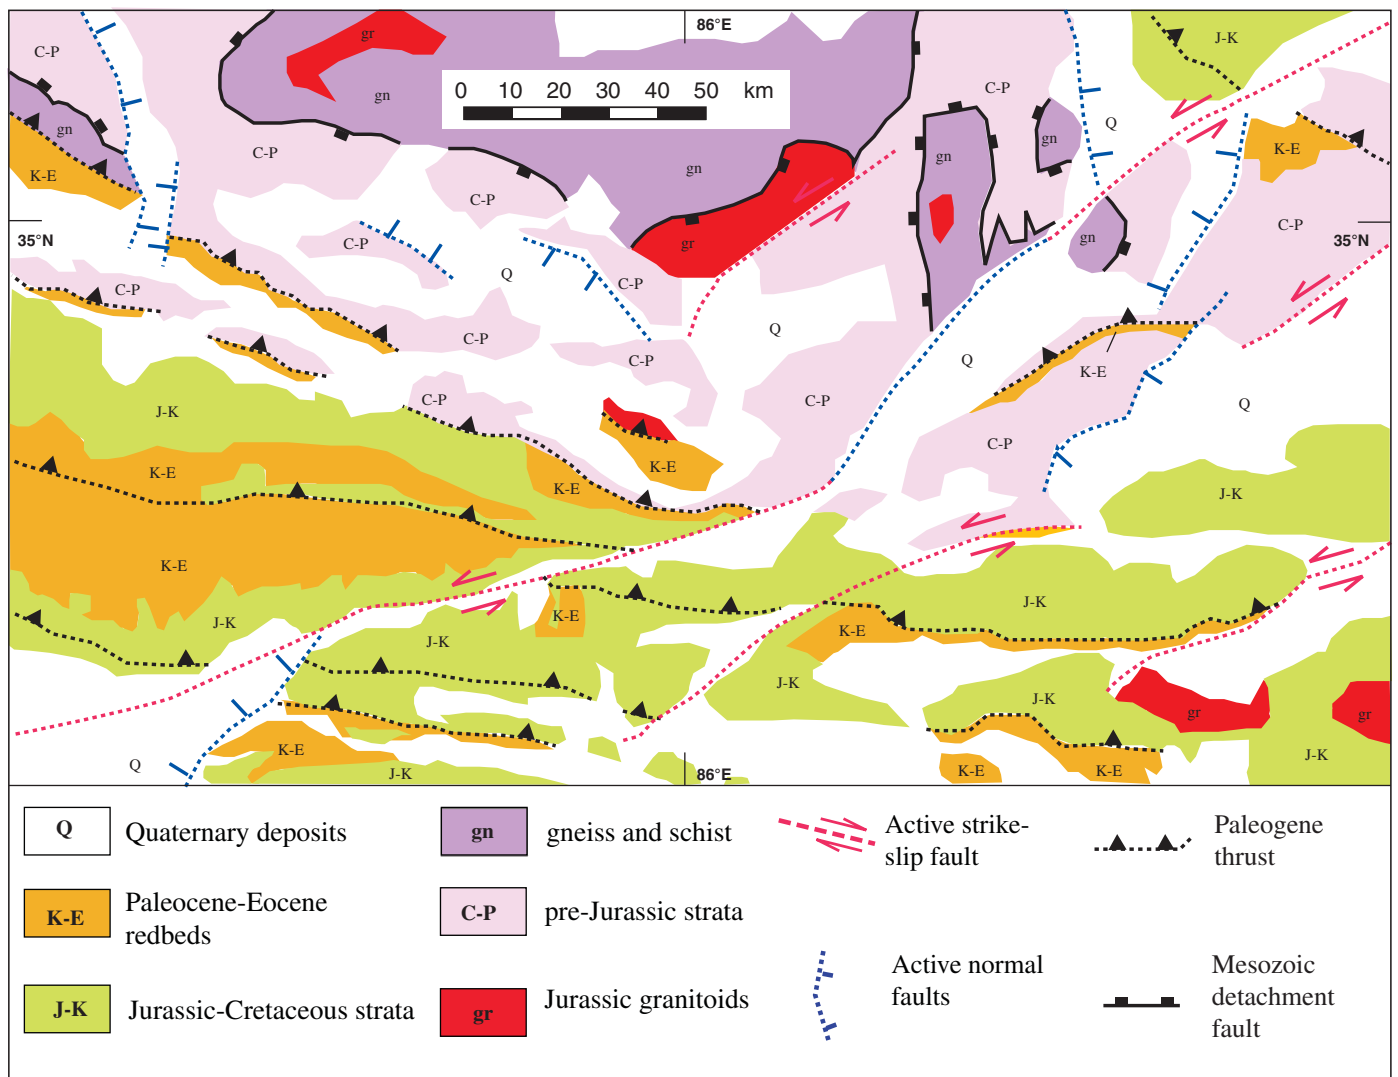 86°E
C-P
gr
J-K
gn
0 10 20 30 40 50 km
C-P
Q
gn
C-P
gn
K-E
gn
gn
K-E
C-P
C-P
35°N
C-P
gr
gn
C-P
35°N
Q
C-P
C-P
Q
C-P
C-P
Q
K-E
C-P
C-P
Q
J-K
C-P
K-E
K-E
K-E
J-K
K-E
J-K
K-E
J-K
K-E
J-K
J-K
J-K
J-K
gr
gr
K-E
Q
J-K
86°E
K-E
K-E
J-K
Q
Quaternary deposits
gn
gneiss and schist
Active strike-
slip fault
Paleogene
thrust
K-E
Paleocene-Eocene
redbeds
C-P
pre-Jurassic strata
J-K
Jurassic-Cretaceous strata
gr
Jurassic granitoids
Active normal
faults
Mesozoic
detachment
fault